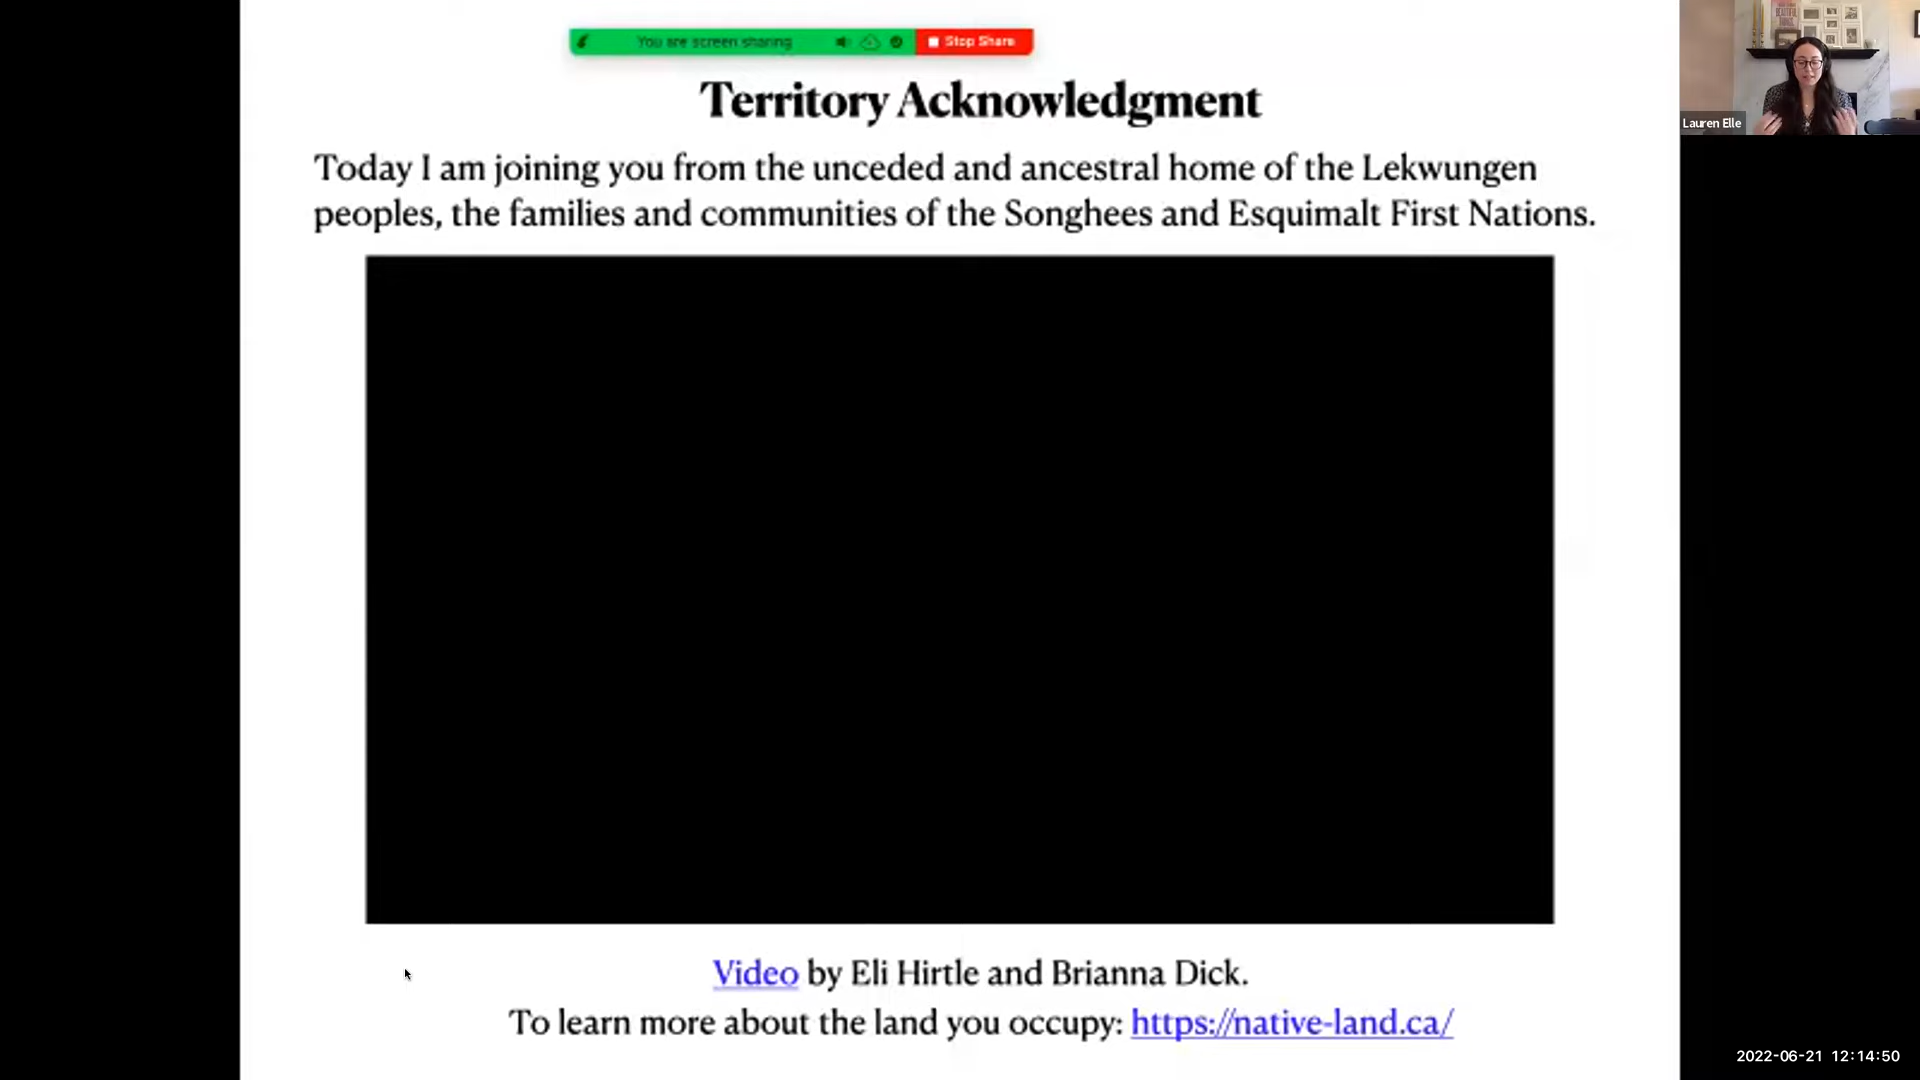 You are screen sharing
Stop Share
Territory Acknowledgment
Today I am joining you from the unceded and ancestral home of the Lekwungen
peoples, the families and communities of the Songhees and Esquimalt First Nations.
Video by Eli Hirtle and Brianna Dick.
To learn more about the land you occupy: https://native-land.ca/
BEAUTIFUL
Lauren Elle
2022-06-21 12:14:50